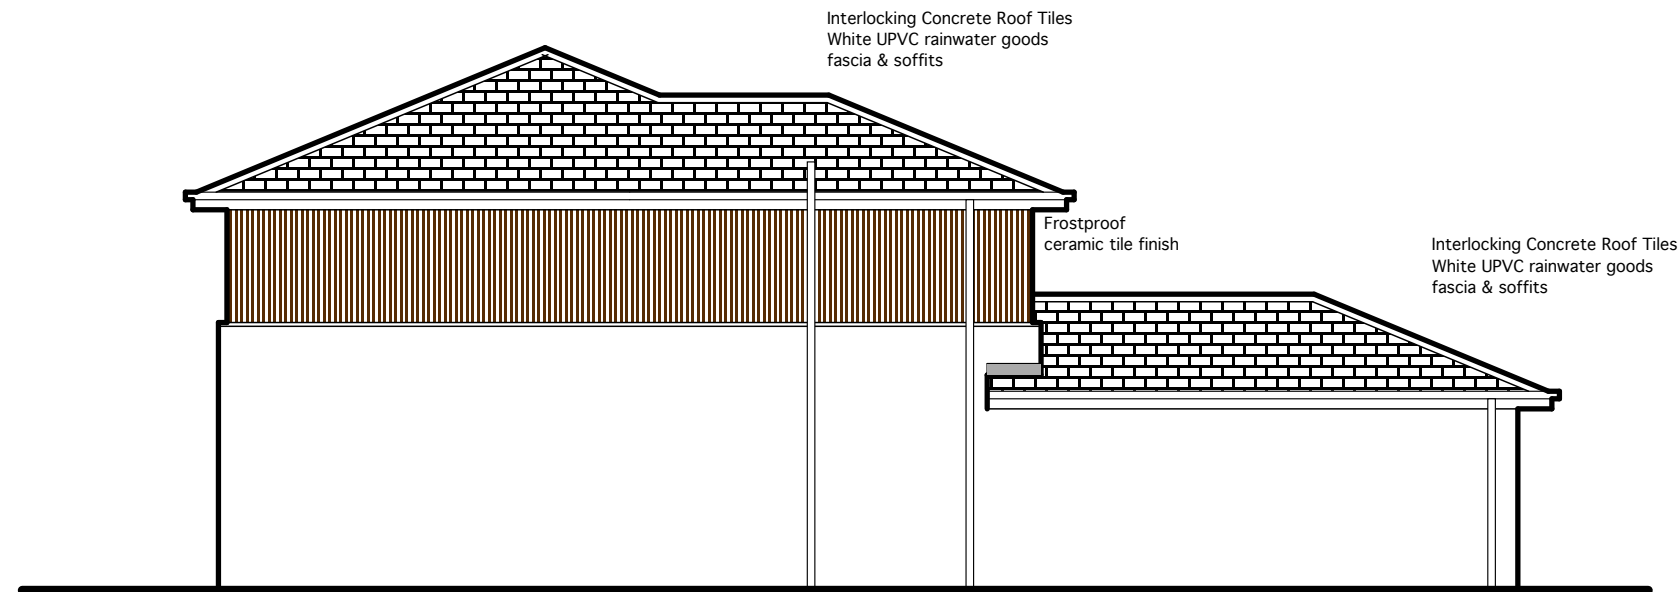 Interlocking Concrete Roof Tiles
White UPVC rainwater goods
fascia & soffits
Frostproof
ceramic tile finish
Interlocking Concrete Roof Tiles
White UPVC rainwater goods
fascia & soffits